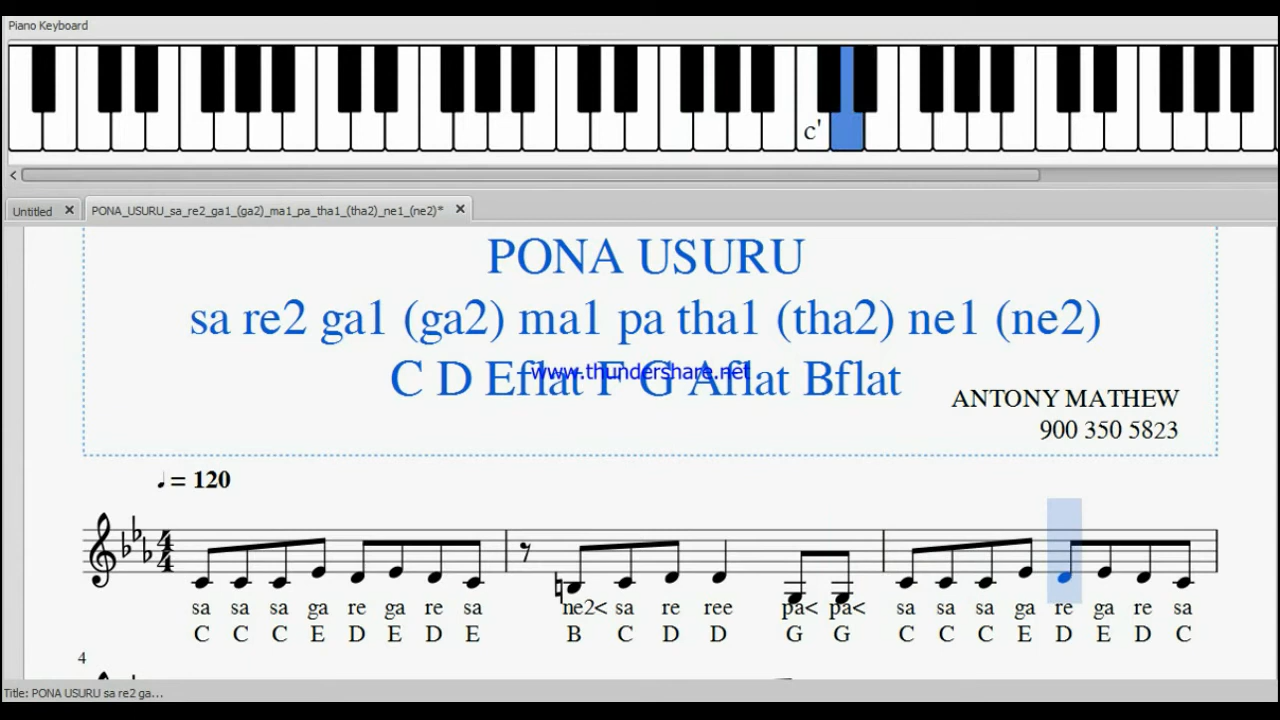 Piano Keyboard
c'
Untitled
PONA_USURU_sa_re2_ga1_(ga2)_ma1_pa_tha1_(tha2)_ne1_(ne2)*
PONA USURU
sa re2 ga1 (ga2) ma1 pa tha1 (tha2) ne1 (ne2)
C D Eflat F G Aflat Bflat
www.thundershare.net
ANTONY MATHEW
900 350 5823
= 120
sa sa sa ga re ga re sa ne2< sa re ree pa< pa< sa sa sa ga re ga re sa
C C C E D E D E B C D D G G C C C E D E D C
4
Title: PONA USURU sa re2 ga...